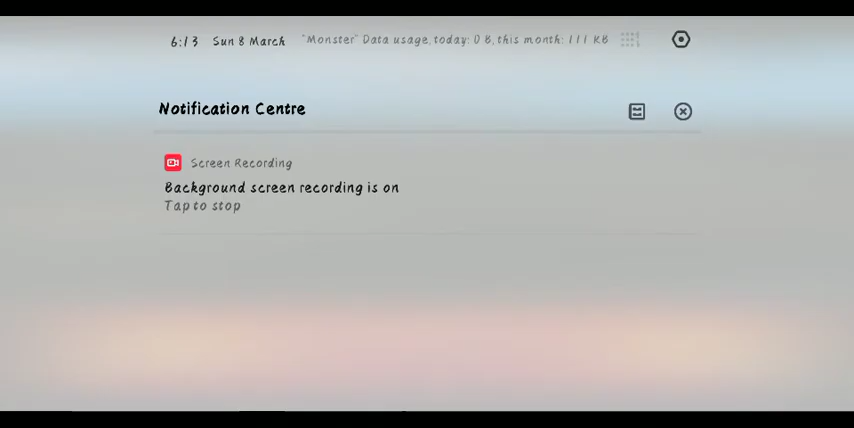 6:13 Sun 8 March "Monster" Data usage, today: 0 B, this month: 111 KB
Notification Centre
Screen Recording
Background screen recording is on
Tap to stop